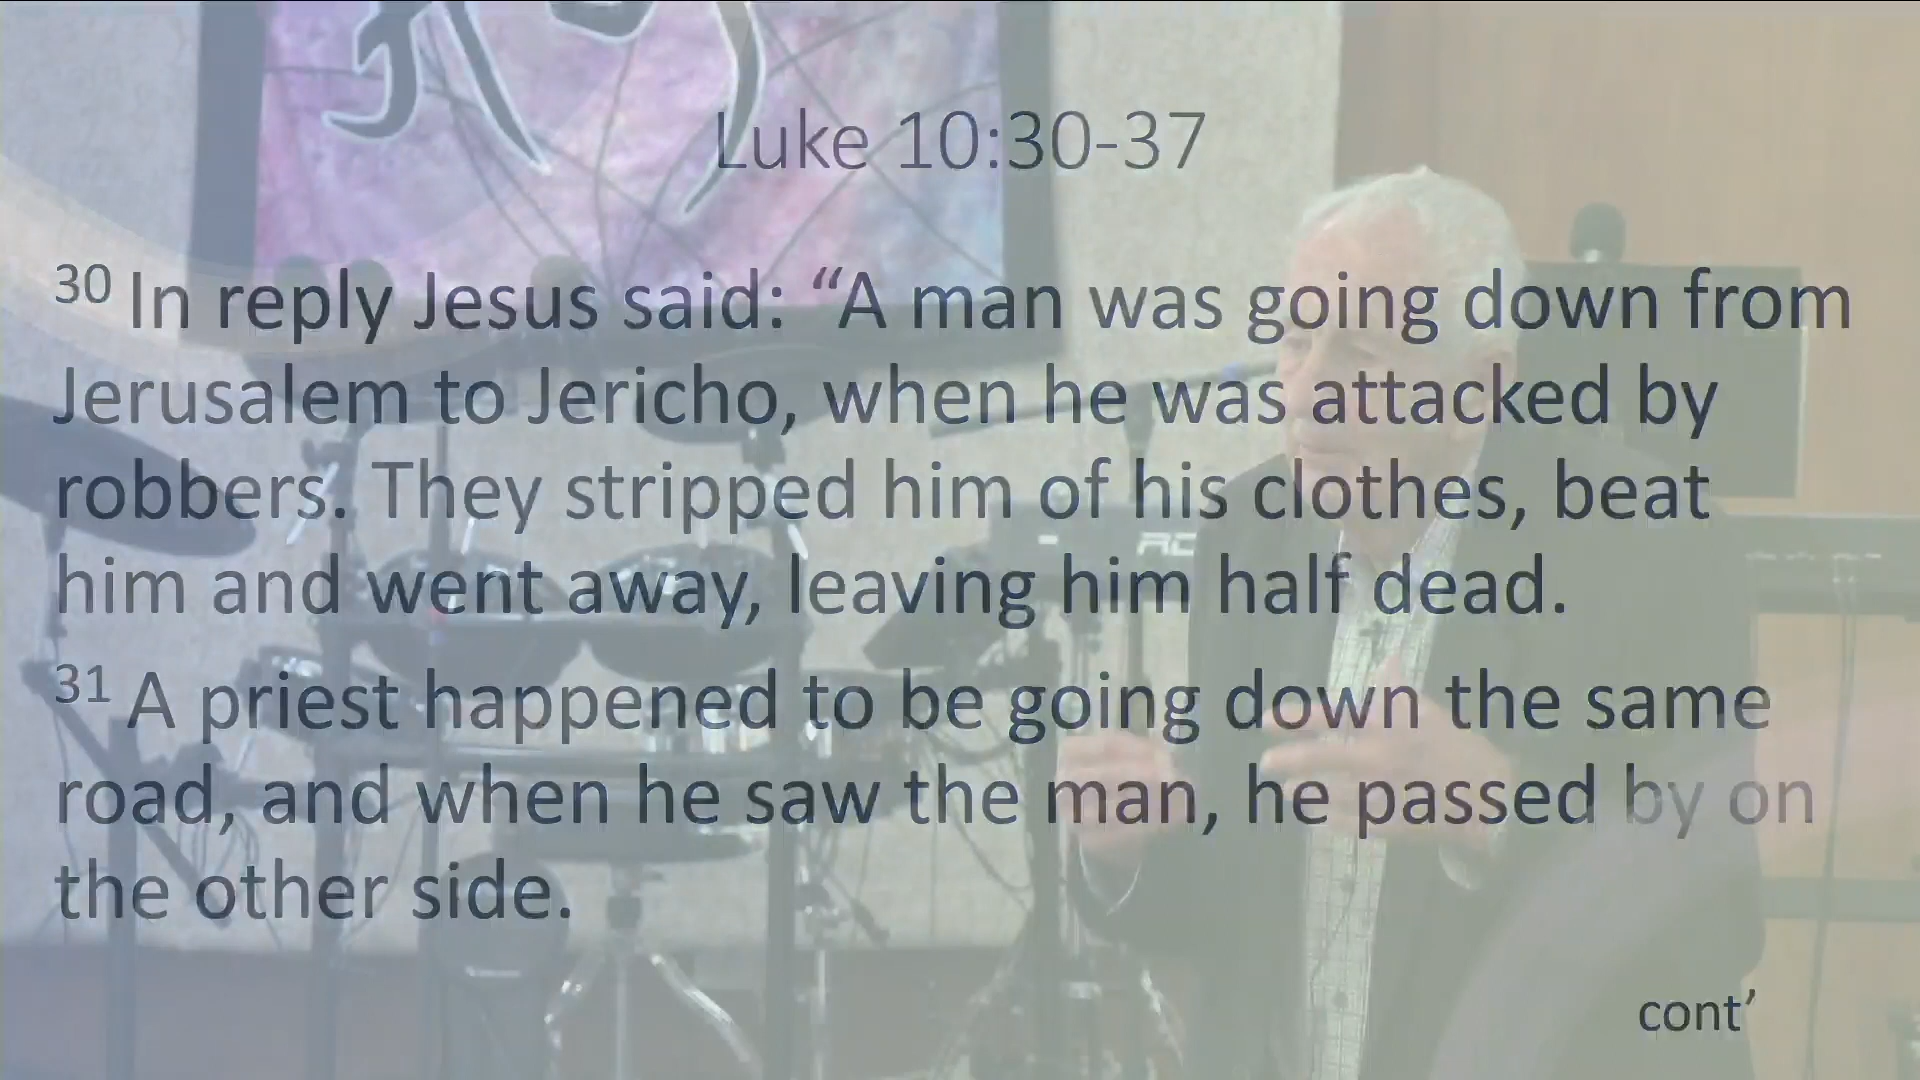 Luke 10:30-37
30 In reply Jesus said: “A man was going down from
Jerusalem to Jericho, when he was attacked by
robbers. They stripped him of his clothes, beat
him and went away, leaving him half dead.
31 A priest happened to be going down the same
road, and when he saw the man, he passed by on
the other side.
cont’